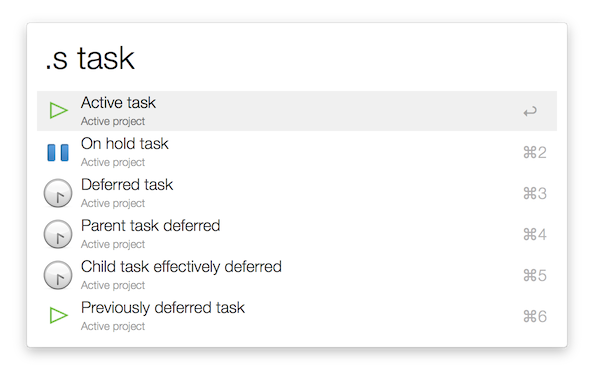 .s task
Active task
Active project
↩
On hold task
Active project
⌘2
Deferred task
Active project
⌘3
Parent task deferred
Active project
⌘4
Child task effectively deferred
Active project
⌘5
Previously deferred task
Active project
⌘6